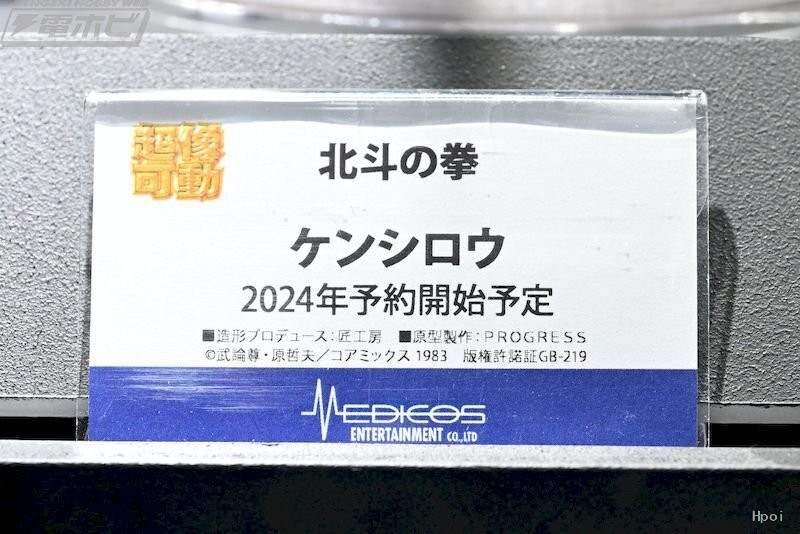 電ホビ
超像
可動
北斗の拳
ケンシロウ
2024年予約開始予定
■造形プロデュース:匠工房 ■原型製作:PROGRESS
©武論尊・原哲夫/コアミックス 1983 版権許諾証GB-219
MEDICOS
ENTERTAINMENT CO.,LTD
Hpoi